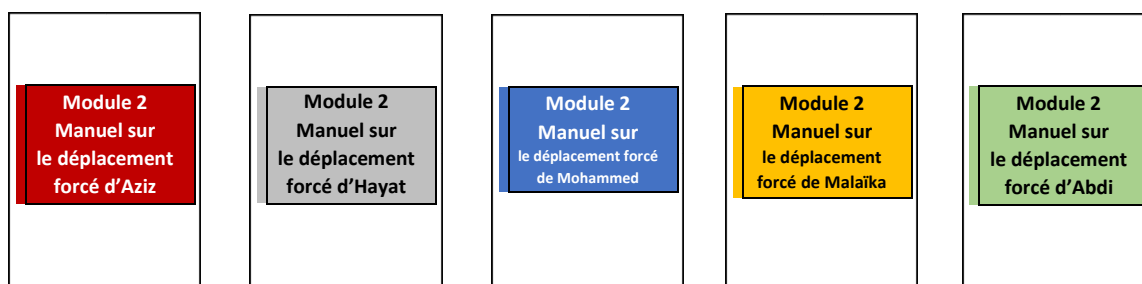 Module 2
Manuel sur
le déplacement
forcé d’Aziz
Module 2
Manuel sur
le déplacement
forcé d’Hayat
Module 2
Manuel sur
le déplacement forcé
de Mohammed
Module 2
Manuel sur
le déplacement
forcé de Malaïka
Module 2
Manuel sur
le déplacement
forcé d’Abdi